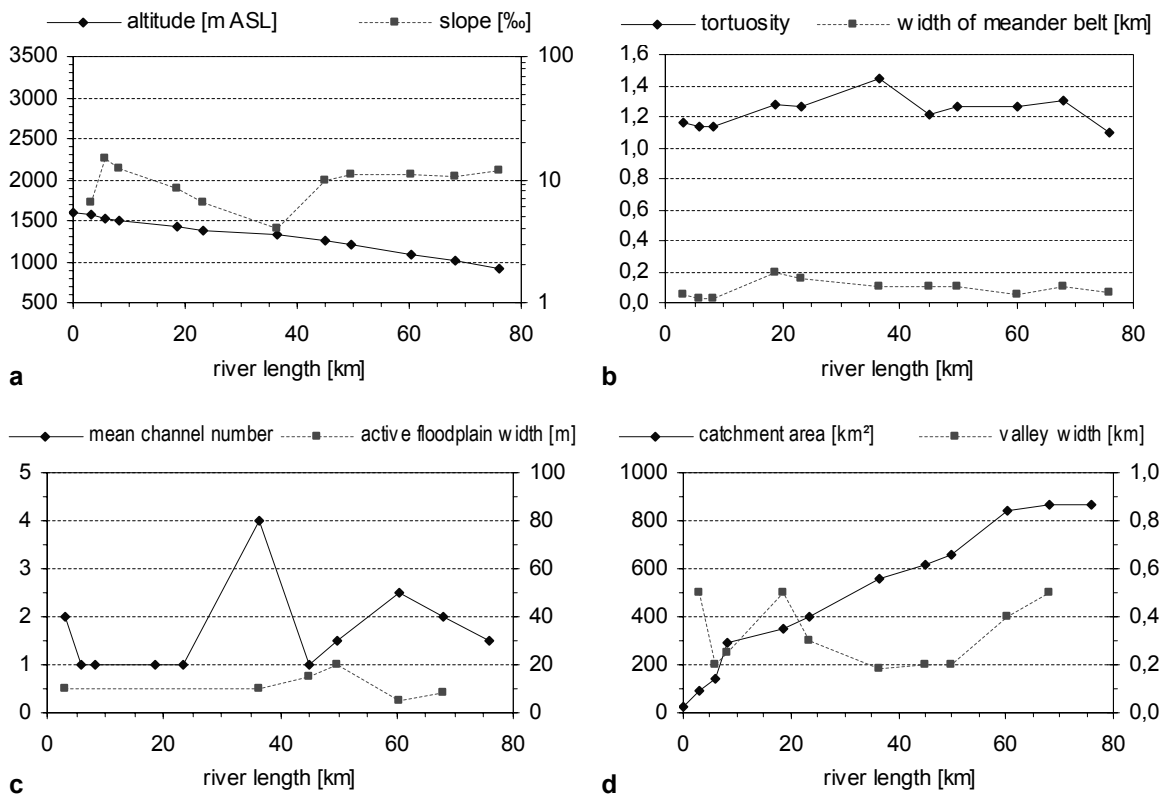 altitude [m ASL] slope [‰]
3500 100
3000
2500
2000 10
1500
1000
500 1
0 20 40 60 80
river length [km]
a
tortuosity width of meander belt [km]
1,6
1,4
1,2
1,0
0,8
0,6
0,4
0,2
0,0
0 20 40 60 80
river length [km]
b
mean channel number active floodplain width [m]
5 100
4 80
3 60
2 40
1 20
0 0
0 20 40 60 80
river length [km]
c
catchment area [km²] valley width [km]
1000 1,0
800 0,8
600 0,6
400 0,4
200 0,2
0 0,0
0 20 40 60 80
river length [km]
d